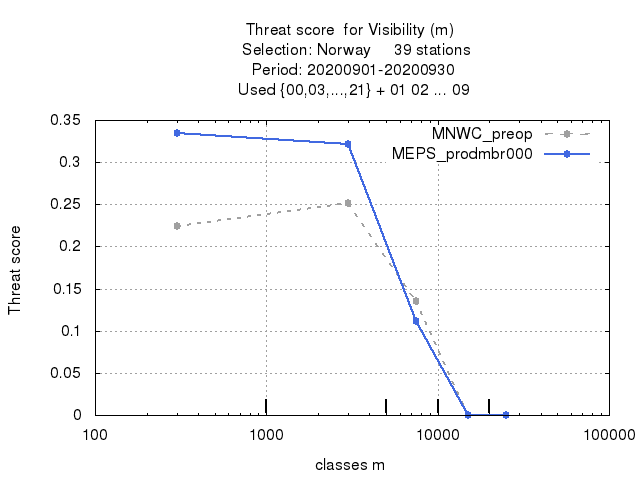 Threat score  for Visibility (m)
Selection: Norway     39 stations
Period: 20200901-20200930
Used {00,03,...,21} + 01 02 ... 09
MNWC_preop
MEPS_prodmbr000
0.35
0.3
0.25
0.2
0.15
0.1
0.05
0
Threat score
100
1000
10000
100000
classes m